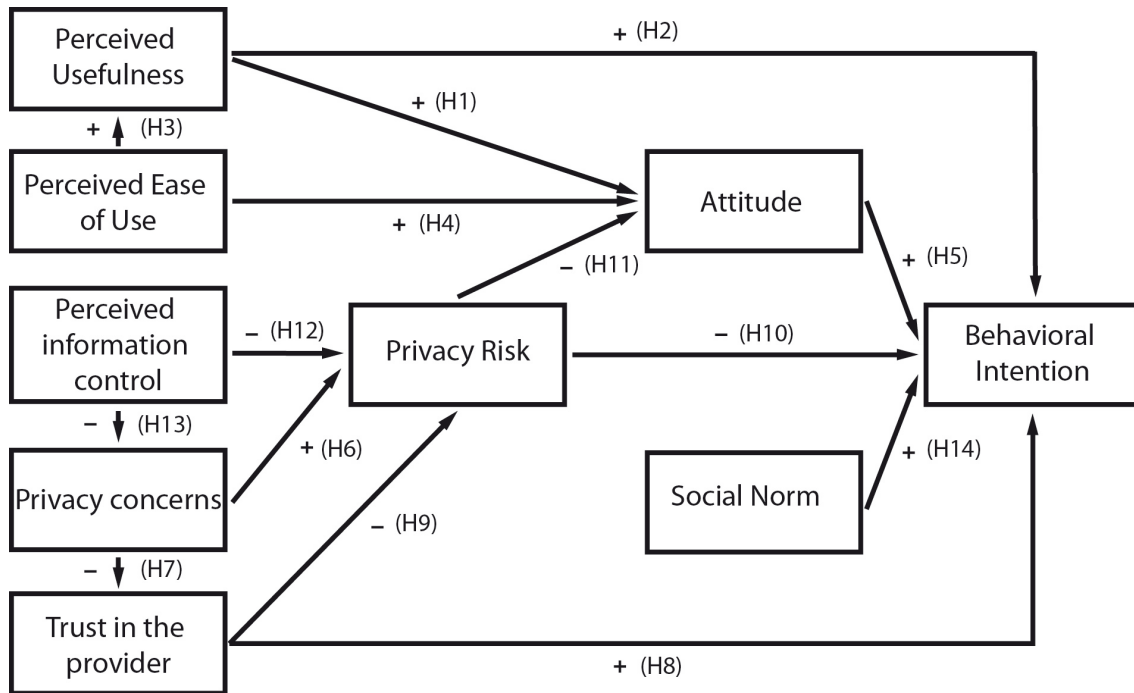 + (H2)
Perceived
Usefulness
+ (H1)
+ (H3)
Perceived Ease
of Use
+ (H4)
Attitude
– (H11)
+ (H5)
Perceived
information
control
– (H12)
Privacy Risk
– (H10)
Behavioral
Intention
– (H13)
+ (H6)
+ (H14)
Privacy concerns
Social Norm
– (H9)
– (H7)
Trust in the
provider
+ (H8)